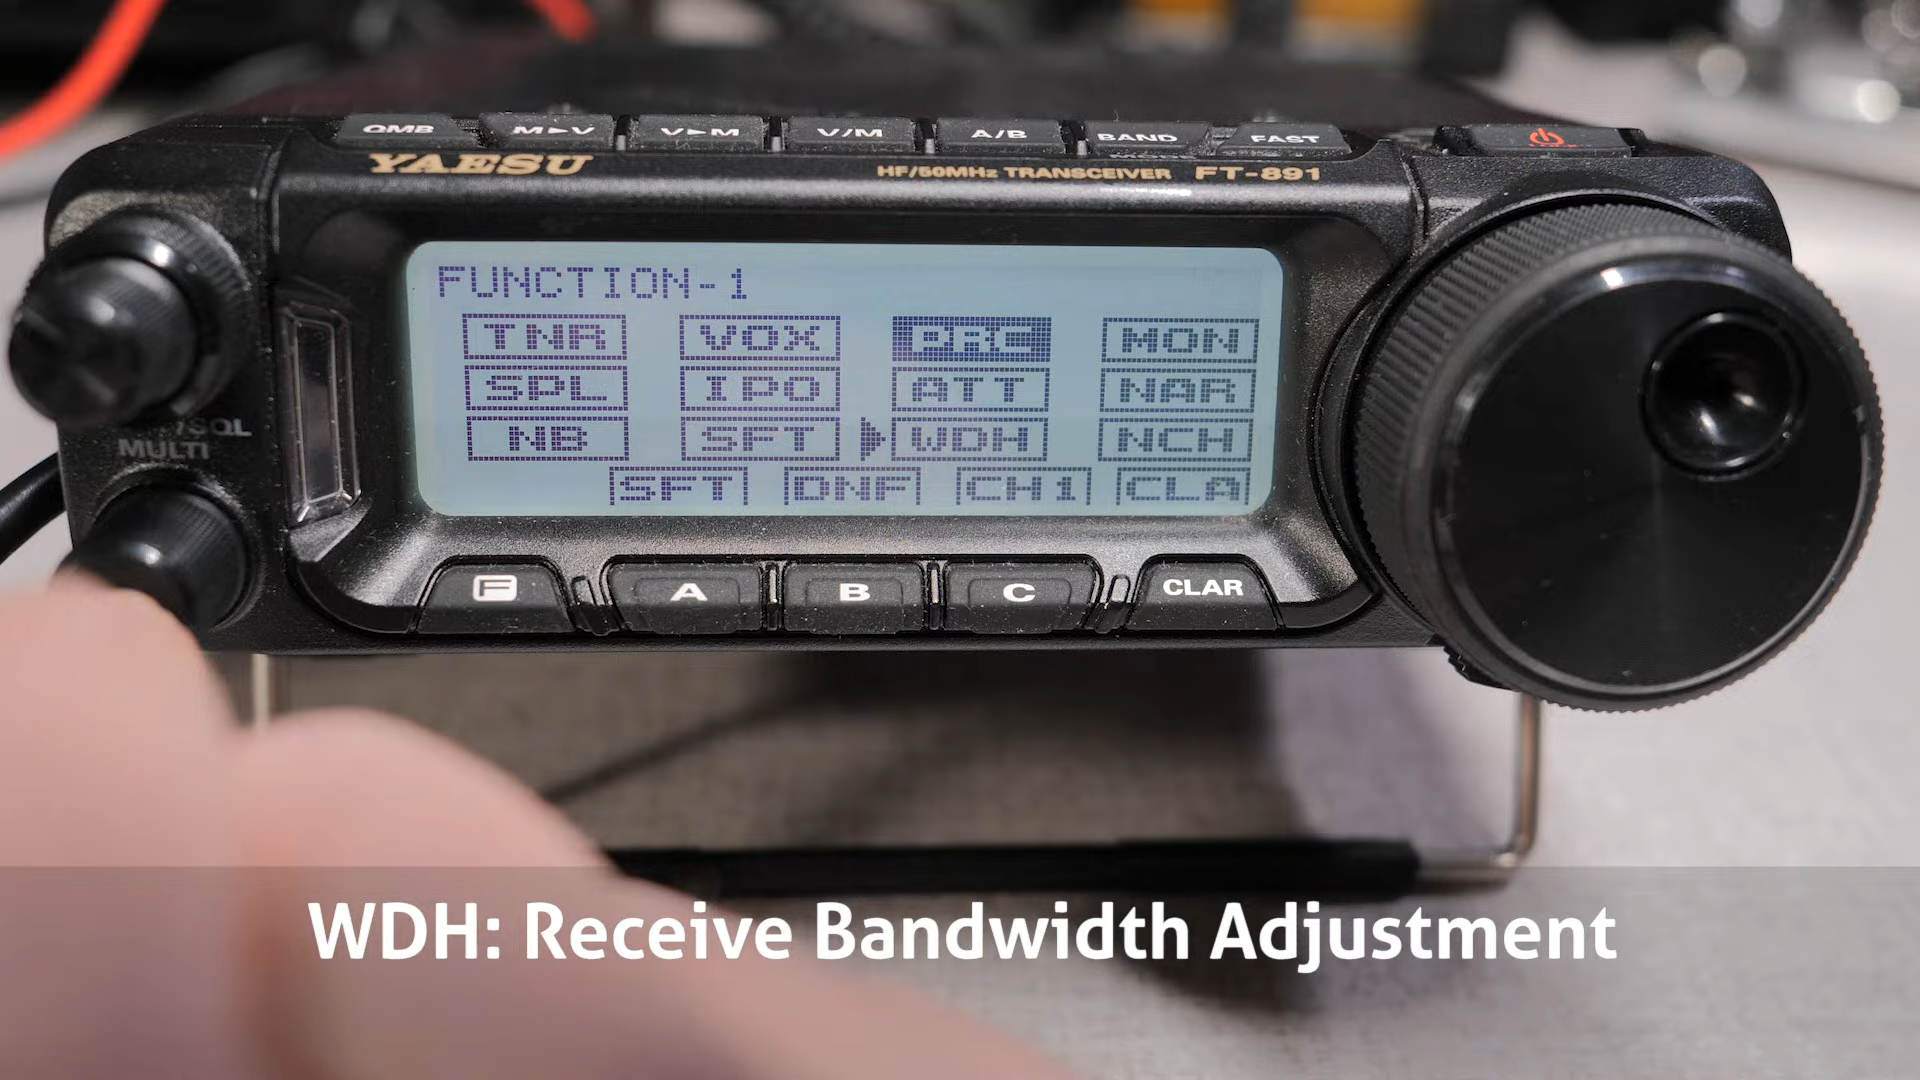 QMB M►V V►M V/M A/B BAND FAST
YAESU HF/50MHz TRANSCEIVER FT-891
FUNCTION-1
TNR VOX PRC MON
SPL IPO ATT NAR
NB SFT WDH NCH
SFT DNF CH1 CLA
/SQL
MULTI
F A B C CLAR
WDH: Receive Bandwidth Adjustment